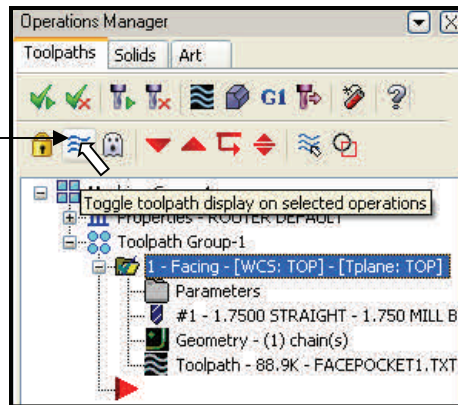 Operations Manager
Toolpaths Solids Art
G1
Toggle toolpath display on selected operations
Properties - ROUTER DEFAULT
Toolpath Group-1
1 - Facing - [WCS: TOP] - [Tplane: TOP]
Parameters
#1 - 1.7500 STRAIGHT - 1.750 MILL B
Geometry - (1) chain(s)
Toolpath - 88.9K - FACEPOCKET1.TXT